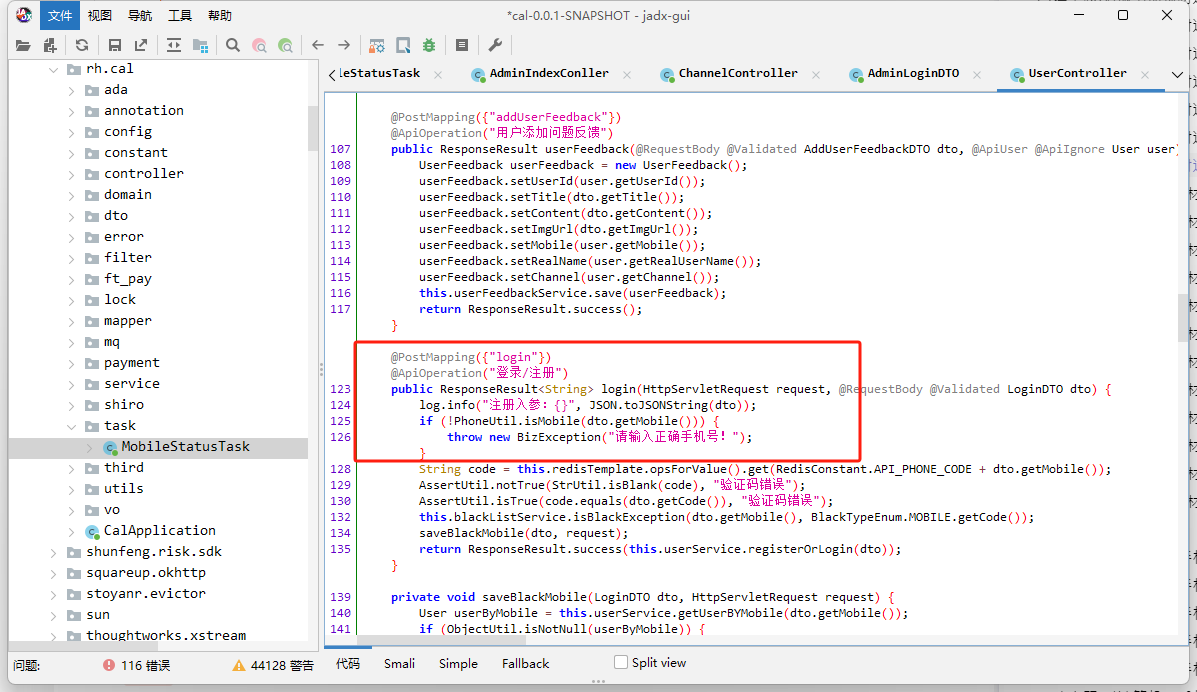 文件 视图 导航 工具 帮助 *cal-0.0.1-SNAPSHOT - jadx-gui
leStatusTask AdminIndexConller ChannelController AdminLoginDTO UserController
rh.cal
ada
annotation
config
constant
controller
domain
dto
error
filter
ft_pay
lock
mapper
mq
payment
service
shiro
task
MobileStatusTask
third
utils
vo
CalApplication
shunfeng.risk.sdk
squareup.okhttp
stoyanr.evictor
sun
thoughtworks.xstream
@PostMapping({"addUserFeedback"})
@ApiOperation("用户添加问题反馈")
107 public ResponseResult userFeedback(@RequestBody @Validated AddUserFeedbackDTO dto, @ApiUser @ApiIgnore User user)
108 UserFeedback userFeedback = new UserFeedback();
109 userFeedback.setUserId(user.getUserId());
110 userFeedback.setTitle(dto.getTitle());
111 userFeedback.setContent(dto.getContent());
112 userFeedback.setImgUrl(dto.getImgUrl());
113 userFeedback.setMobile(user.getMobile());
114 userFeedback.setRealName(user.getRealUserName());
115 userFeedback.setChannel(user.getChannel());
116 this.userFeedbackService.save(userFeedback);
117 return ResponseResult.success();
}
@PostMapping({"login"})
@ApiOperation("登录/注册")
123 public ResponseResult<String> login(HttpServletRequest request, @RequestBody @Validated LoginDTO dto) {
124 log.info("注册入参: {}", JSON.toJSONString(dto));
125 if (!PhoneUtil.isMobile(dto.getMobile())) {
126 throw new BizException("请输入正确手机号！");
}
128 String code = this.redisTemplate.opsForValue().get(RedisConstant.API_PHONE_CODE + dto.getMobile());
129 AssertUtil.notTrue(StrUtil.isBlank(code), "验证码错误");
130 AssertUtil.isTrue(code.equals(dto.getCode()), "验证码错误");
132 this.blackListService.isBlackException(dto.getMobile(), BlackTypeEnum.MOBILE.getCode());
134 saveBlackMobile(dto, request);
135 return ResponseResult.success(this.userService.registerOrLogin(dto));
}
139 private void saveBlackMobile(LoginDTO dto, HttpServletRequest request) {
140 User userByMobile = this.userService.getUserBYMobile(dto.getMobile());
141 if (ObjectUtil.isNotNull(userByMobile)) {
问题: 116 错误 44128 警告 代码 Smali Simple Fallback Split view